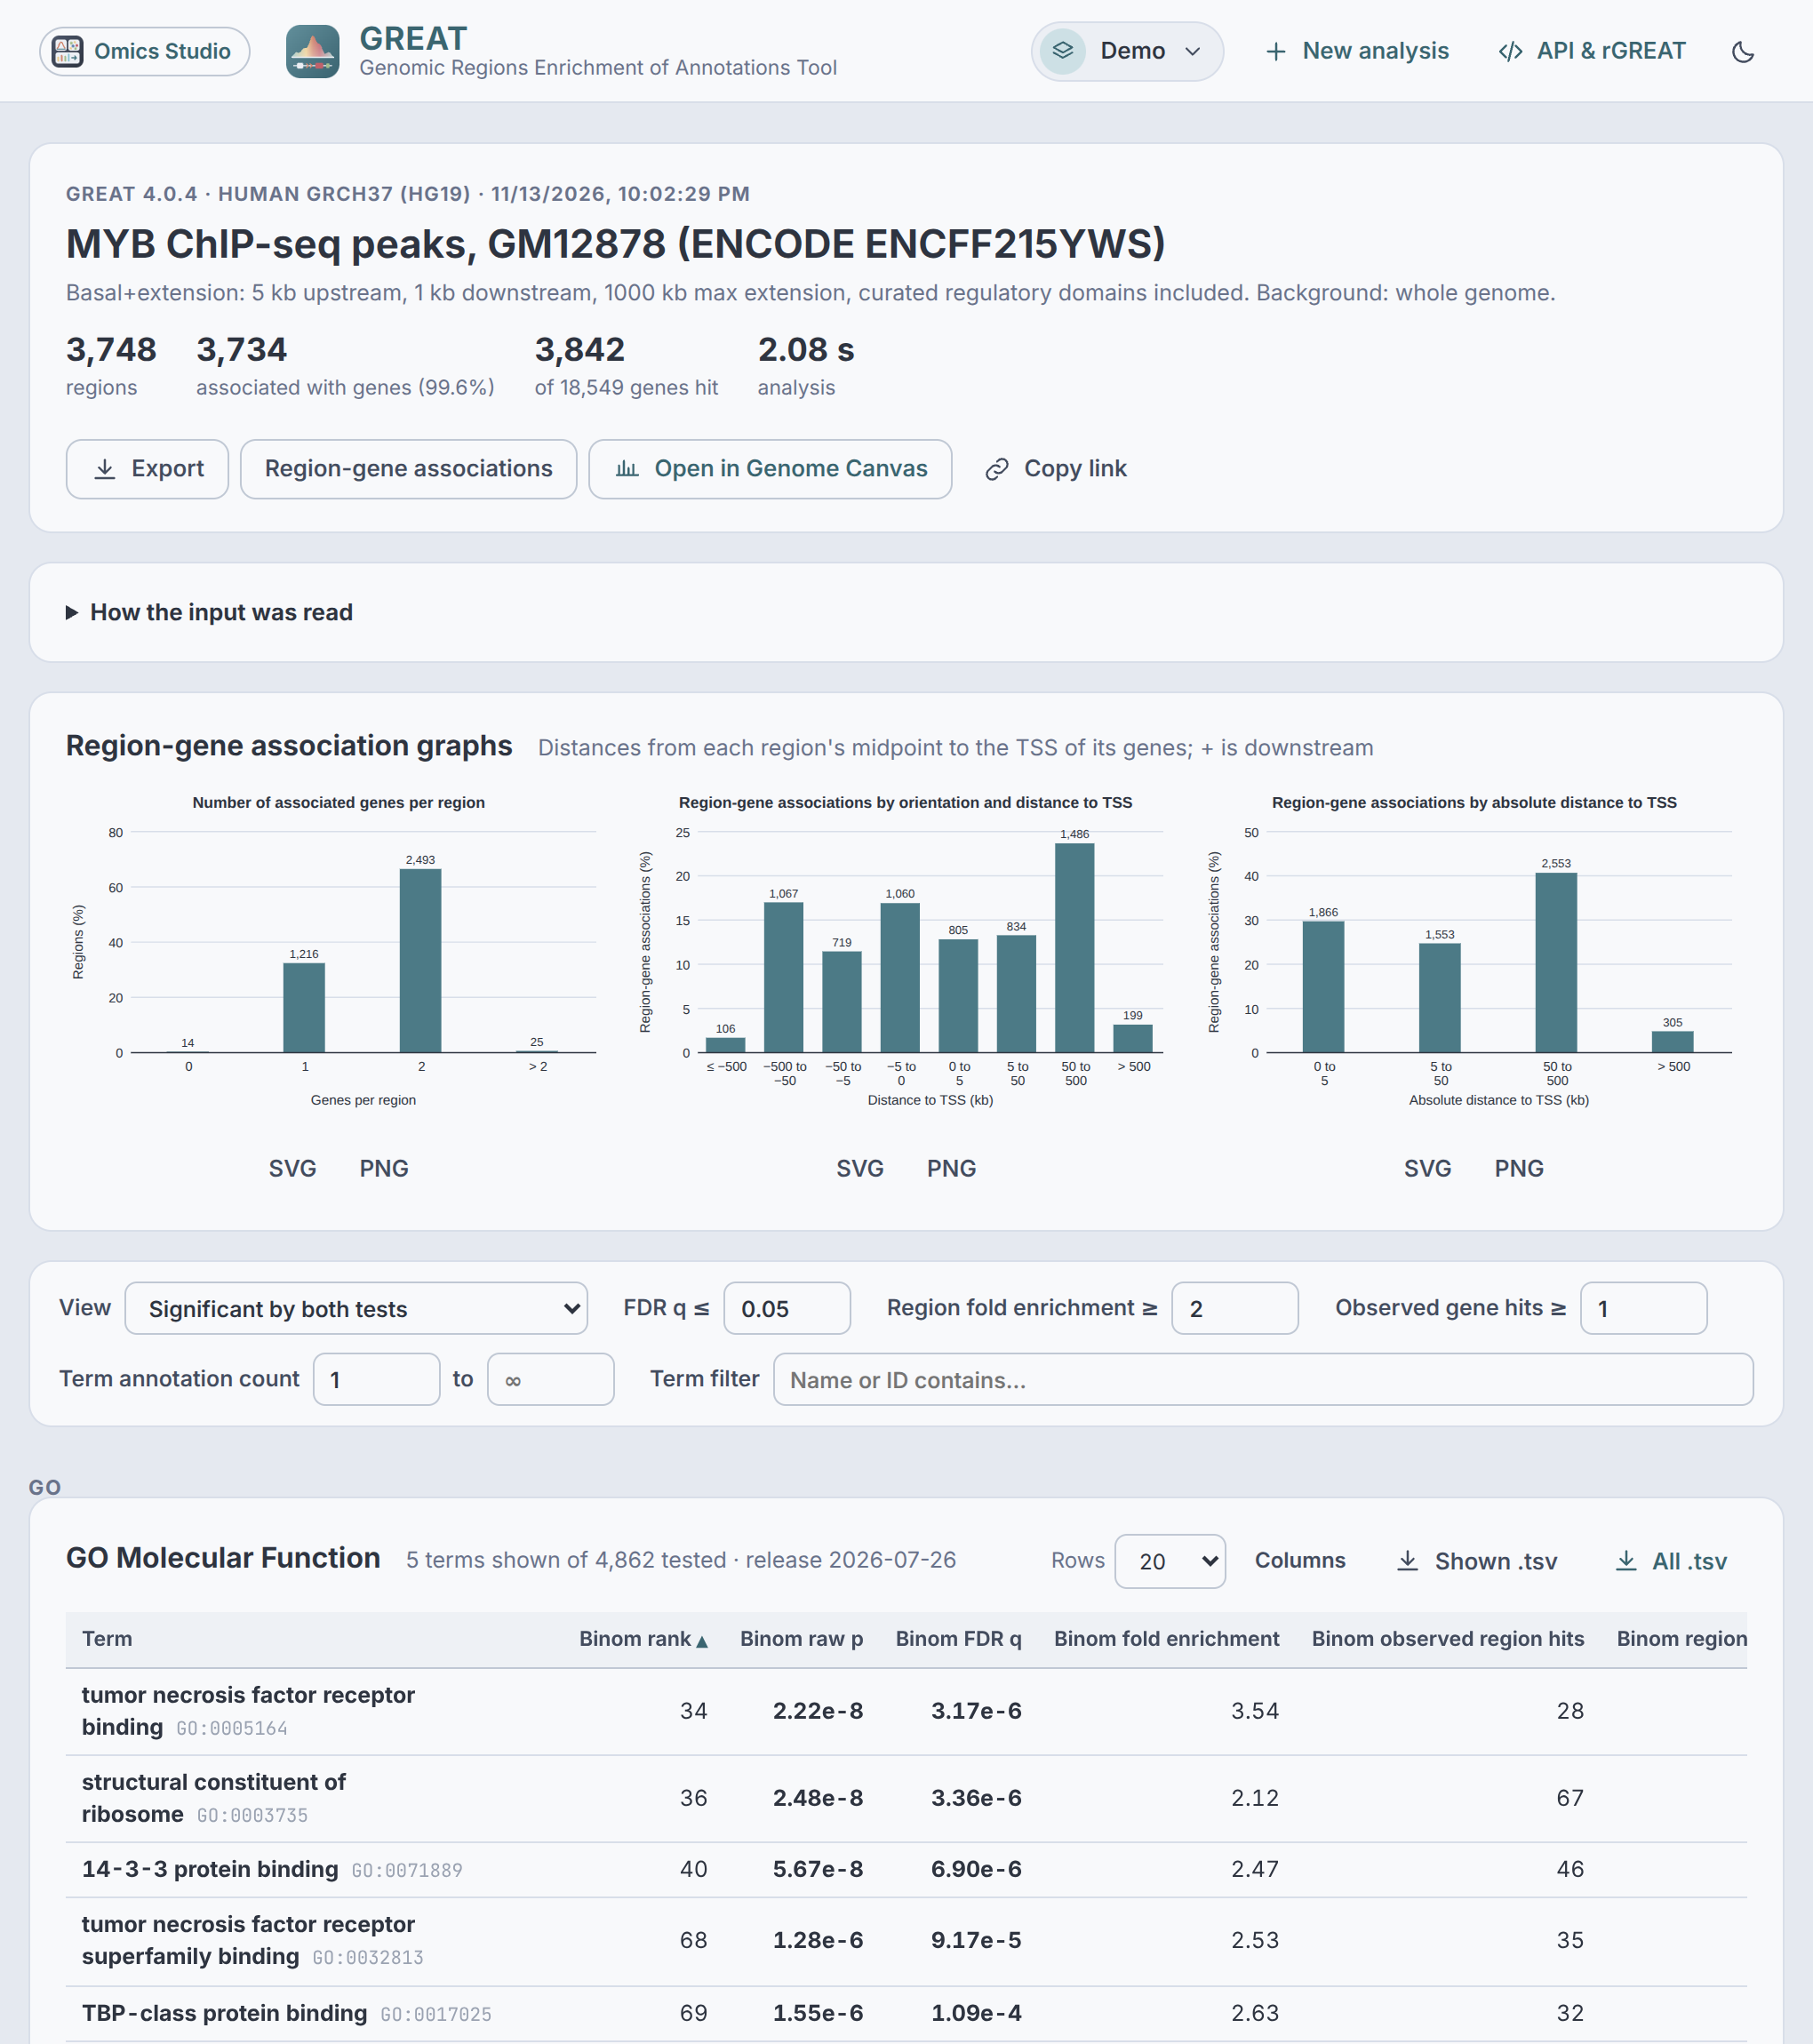 Omics Studio
GREAT
Genomic Regions Enrichment of Annotations Tool
Demo
New analysis
API & rGREAT
GREAT 4.0.4 · HUMAN GRCH37 (HG19) · 11/13/2026, 10:02:29 PM
MYB ChIP-seq peaks, GM12878 (ENCODE ENCFF215YWS)
Basal+extension: 5 kb upstream, 1 kb downstream, 1000 kb max extension, curated regulatory domains included. Background: whole genome.
3,748 3,734 3,842 2.08 s
regions associated with genes (99.6%) of 18,549 genes hit analysis
Export Region-gene associations Open in Genome Canvas Copy link
How the input was read
Region-gene association graphs Distances from each region's midpoint to the TSS of its genes; + is downstream
Number of associated genes per region
Regions (%)
80
60
40
20
0
14 1,216 2,493 25
0 1 2 > 2
Genes per region
SVG PNG
Region-gene associations by orientation and distance to TSS
Region-gene associations (%)
25
20
15
10
5
0
106 1,067 719 1,060 805 834 1,486 199
≤ −500 −500 to −50 to −5 to 0 to 5 to 50 to > 500
−50 −5 0 5 50 500
Distance to TSS (kb)
SVG PNG
Region-gene associations by absolute distance to TSS
Region-gene associations (%)
50
40
30
20
10
0
1,866 1,553 2,553 305
0 to 5 to 50 to > 500
5 50 500
Absolute distance to TSS (kb)
SVG PNG
View Significant by both tests FDR q ≤ 0.05 Region fold enrichment ≥ 2 Observed gene hits ≥ 1
Term annotation count 1 to ∞ Term filter Name or ID contains...
GO
GO Molecular Function 5 terms shown of 4,862 tested · release 2026-07-26 Rows 20 Columns Shown .tsv All .tsv
Term Binom rank ▲ Binom raw p Binom FDR q Binom fold enrichment Binom observed region hits Binom region
tumor necrosis factor receptor
binding GO:0005164 34 2.22e-8 3.17e-6 3.54 28
structural constituent of
ribosome GO:0003735 36 2.48e-8 3.36e-6 2.12 67
14-3-3 protein binding GO:0071889 40 5.67e-8 6.90e-6 2.47 46
tumor necrosis factor receptor
superfamily binding GO:0032813 68 1.28e-6 9.17e-5 2.53 35
TBP-class protein binding GO:0017025 69 1.55e-6 1.09e-4 2.63 32